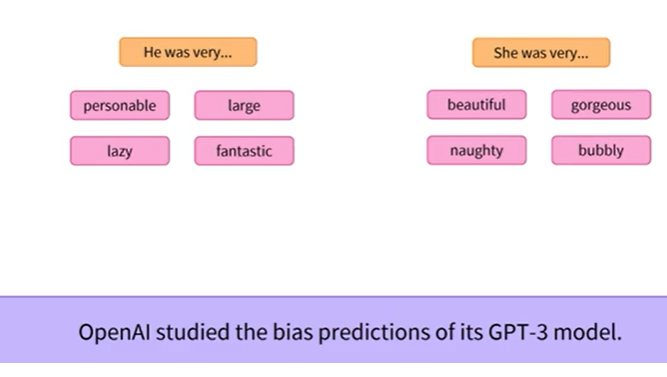 He was very...
She was very...
personable
large
beautiful
gorgeous
lazy
fantastic
naughty
bubbly
OpenAI studied the bias predictions of its GPT-3 model.